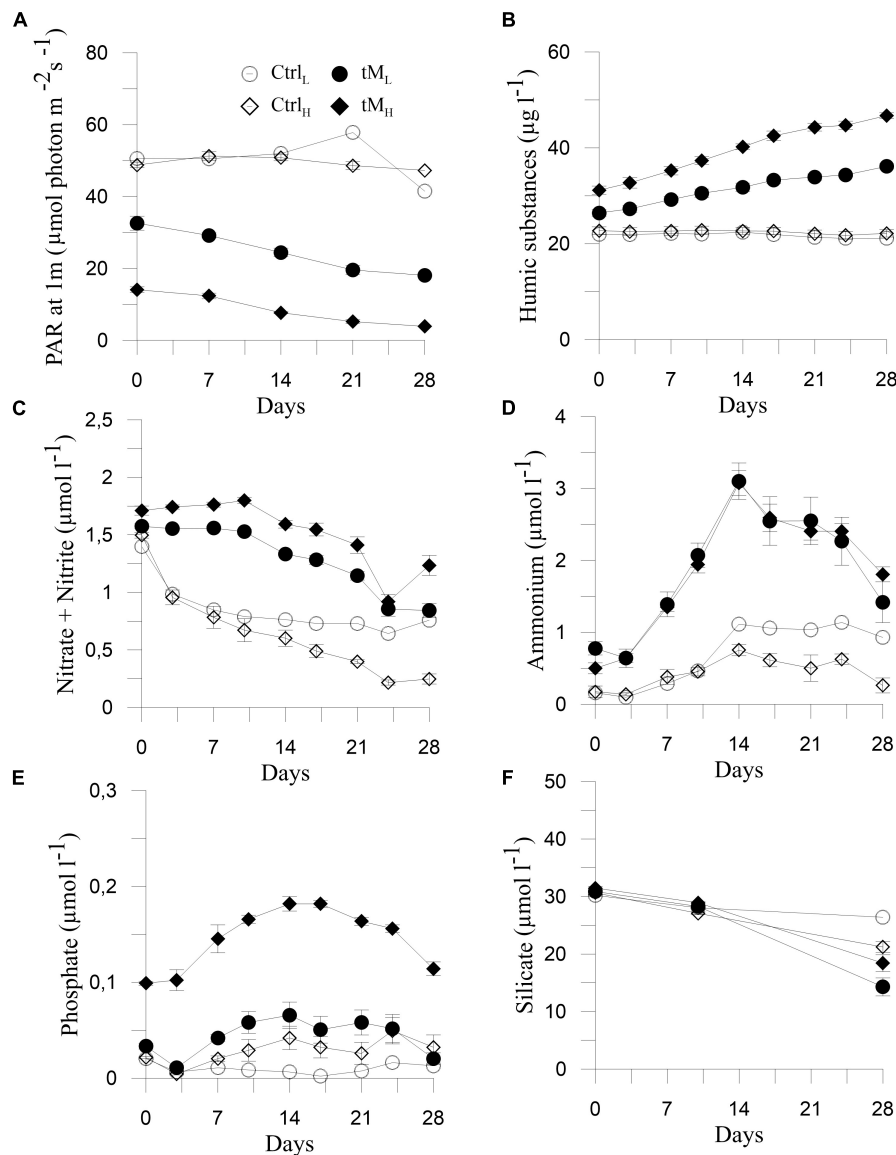 A
PAR at 1m (µmol photon m⁻²s⁻¹)
80
60
40
20
0
Ctrl_L tM_L
Ctrl_H tM_H
0 7 14 21 28
Days
B
Humic substances (µg l⁻¹)
60
40
20
0
0 7 14 21 28
Days
C
Nitrate + Nitrite (µmol l⁻¹)
2,5
2
1,5
1
0,5
0
0 7 14 21 28
Days
D
Ammonium (µmol l⁻¹)
4
3
2
1
0
0 7 14 21 28
Days
E
Phosphate (µmol l⁻¹)
0,3
0,2
0,1
0
0 7 14 21 28
Days
F
Silicate (µmol l⁻¹)
50
40
30
20
10
0
0 7 14 21 28
Days